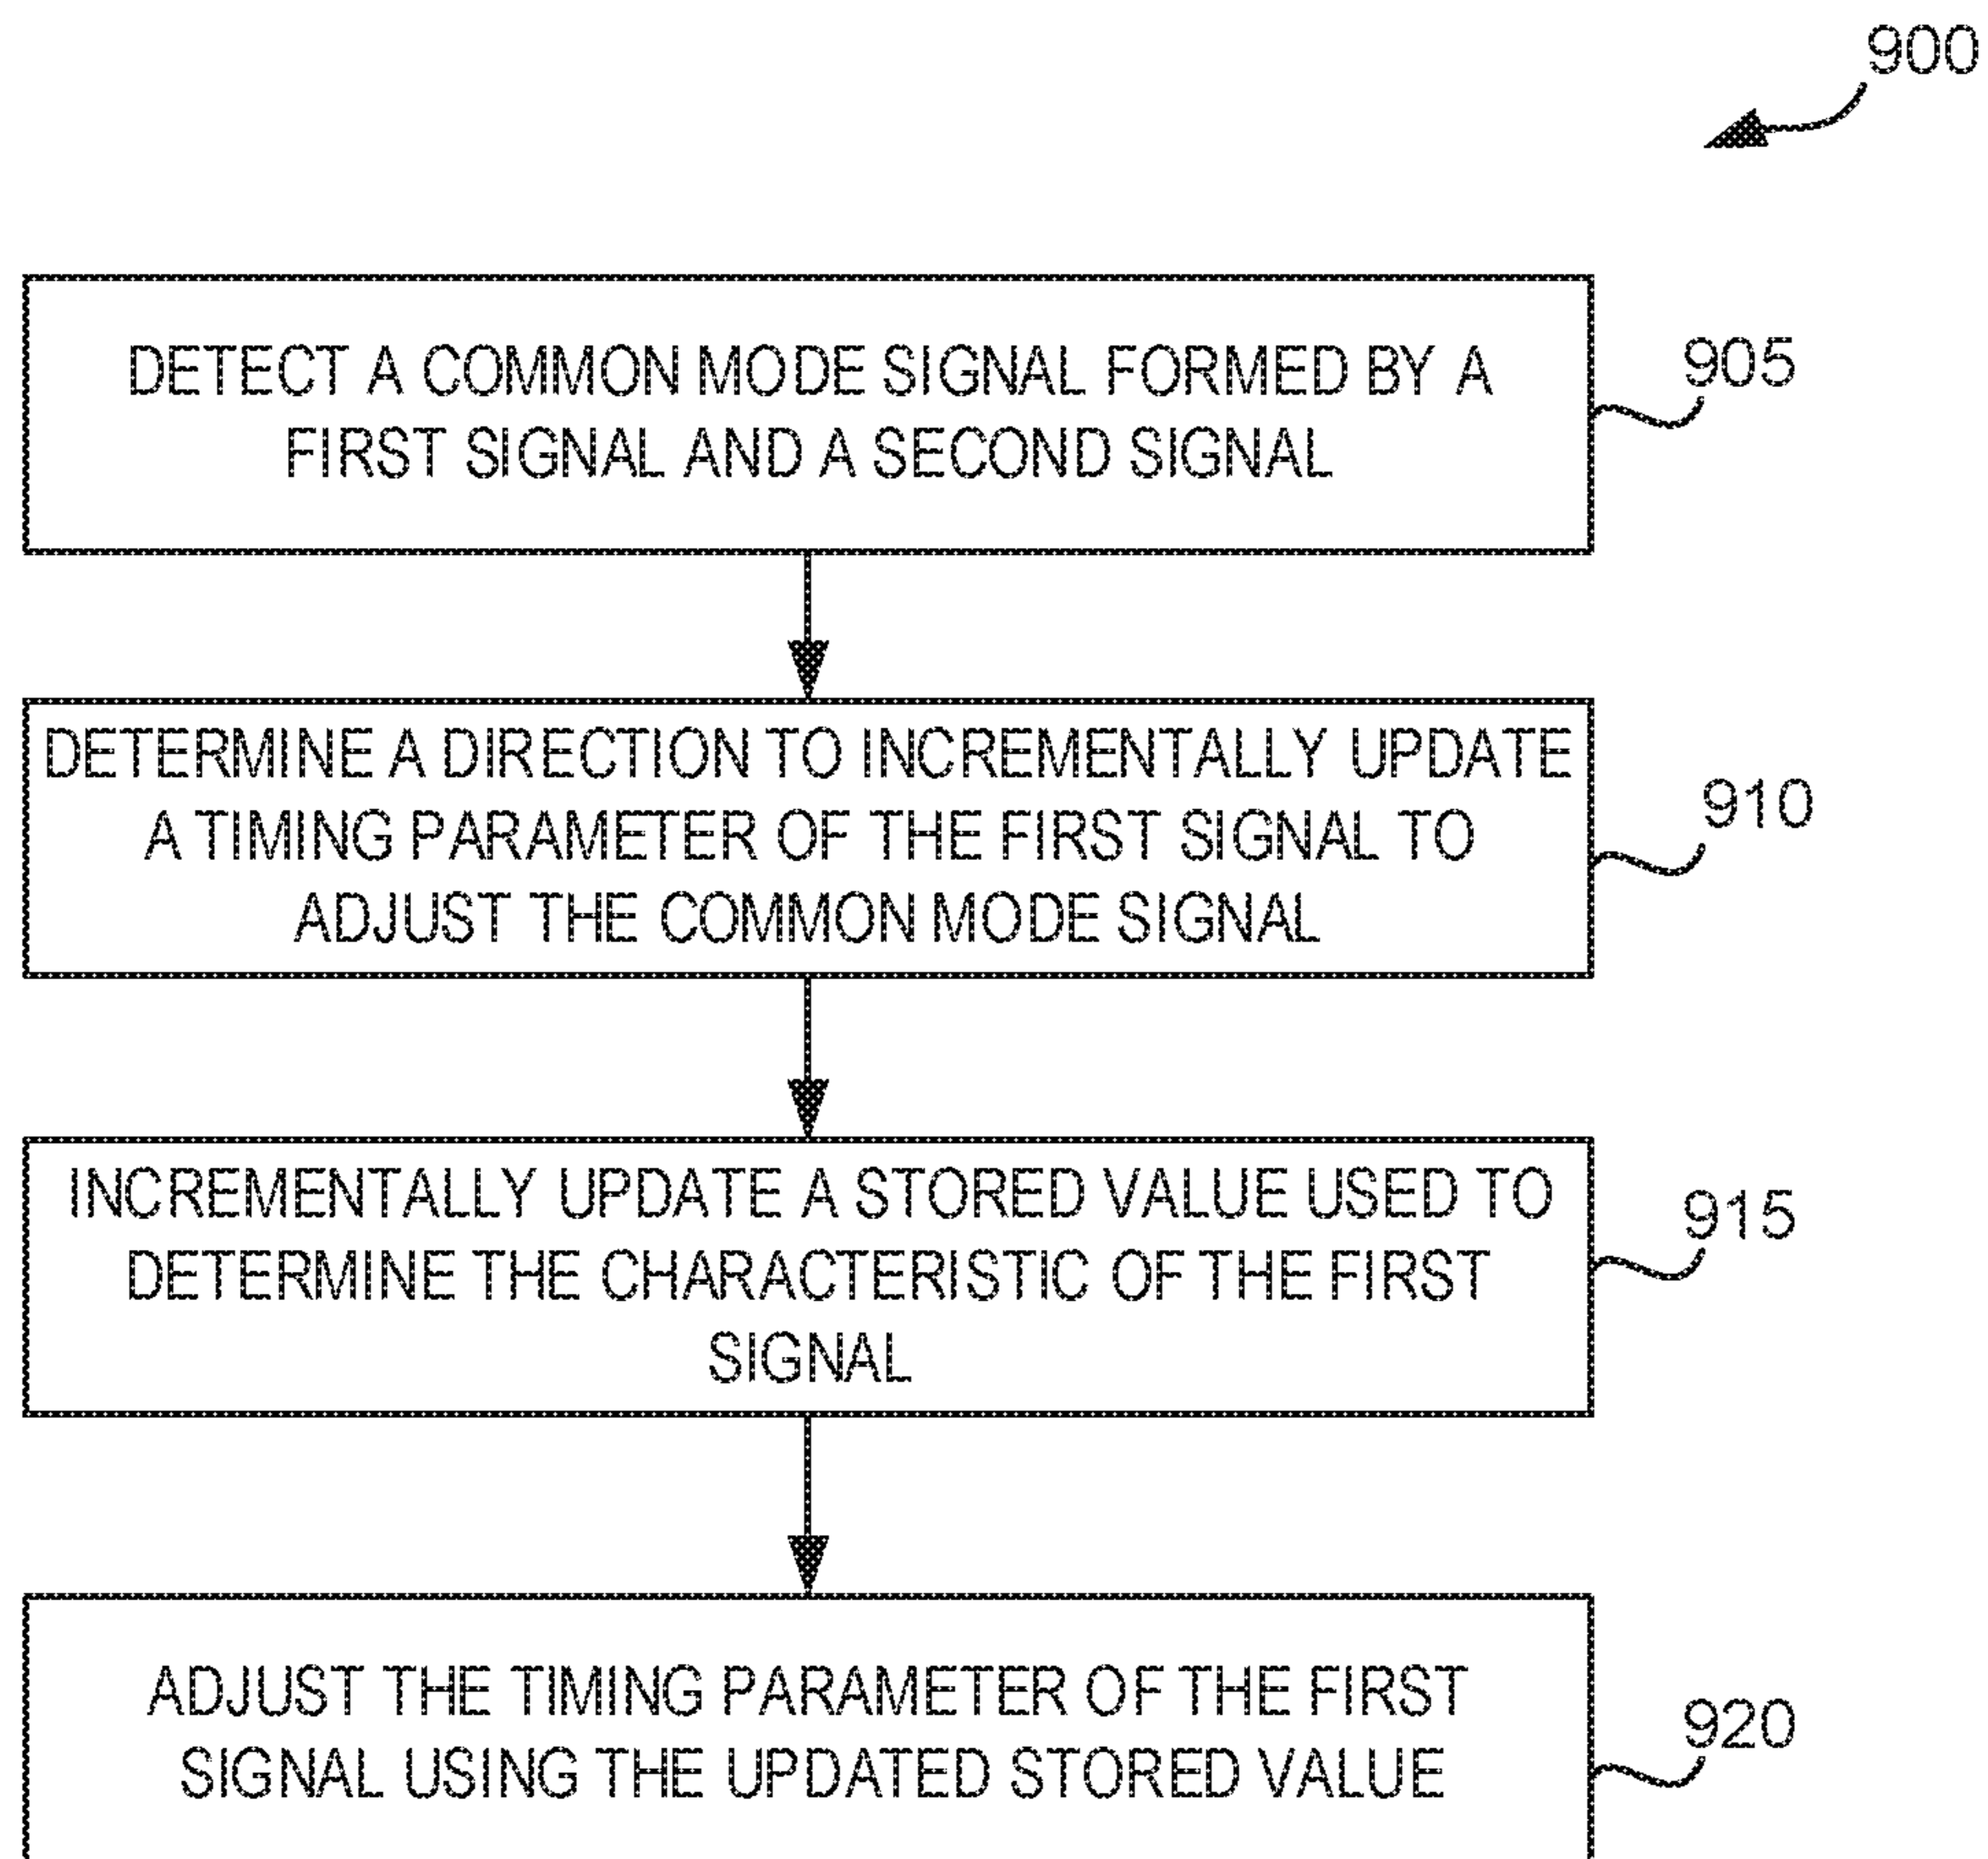 900
DETECT A COMMON MODE SIGNAL FORMED BY A
FIRST SIGNAL AND A SECOND SIGNAL
905
DETERMINE A DIRECTION TO INCREMENTALLY UPDATE
A TIMING PARAMETER OF THE FIRST SIGNAL TO
ADJUST THE COMMON MODE SIGNAL
910
INCREMENTALLY UPDATE A STORED VALUE USED TO
DETERMINE THE CHARACTERISTIC OF THE FIRST
SIGNAL
915
ADJUST THE TIMING PARAMETER OF THE FIRST
SIGNAL USING THE UPDATED STORED VALUE
920